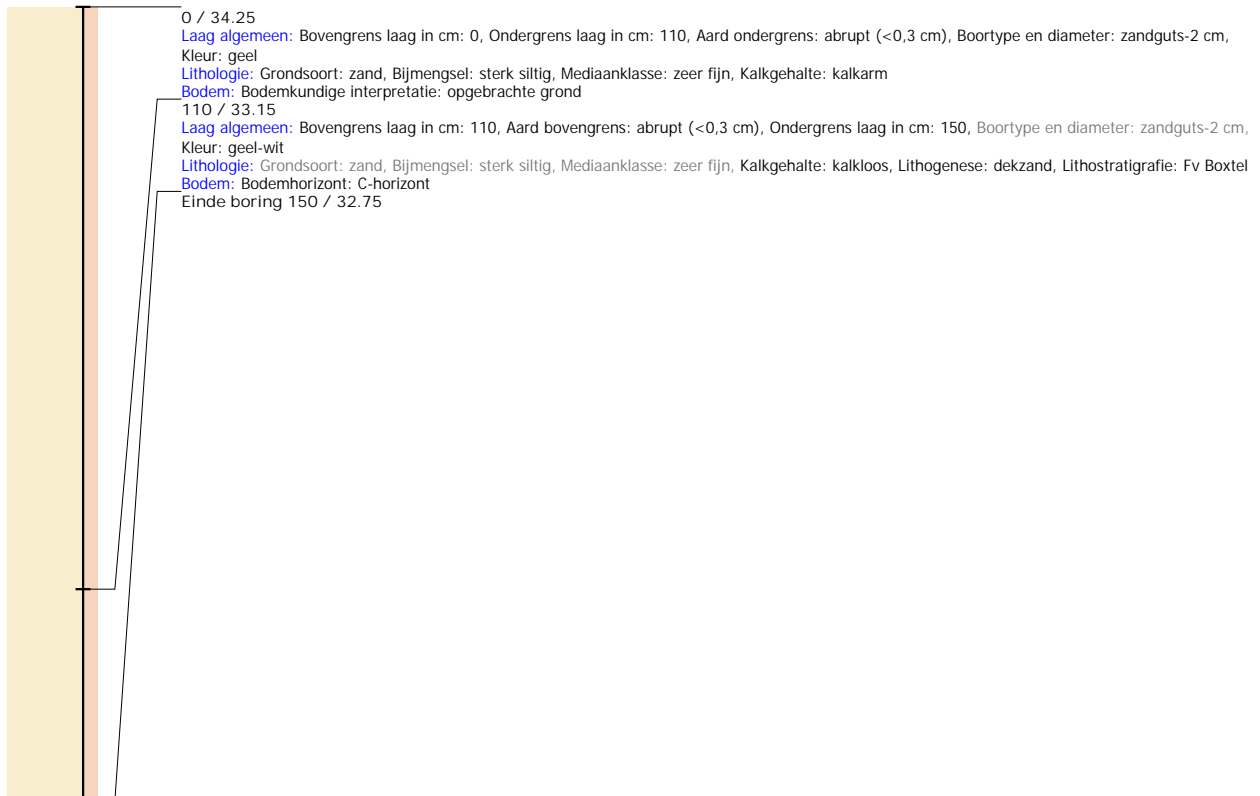 0 / 34.25
Laag algemeen: Bovengrens laag in cm: 0, Ondergrens laag in cm: 110, Aard ondergrens: abrupt (<0,3 cm), Boortype en diameter: zandguts-2 cm,
Kleur: geel
Lithologie: Grondsoort: zand, Bijmengsel: sterk siltig, Mediaanklasse: zeer fijn, Kalkgehalte: kalkarm
Bodem: Bodemkundige interpretatie: opgebrachte grond
110 / 33.15
Laag algemeen: Bovengrens laag in cm: 110, Aard bovengrens: abrupt (<0,3 cm), Ondergrens laag in cm: 150, Boortype en diameter: zandguts-2 cm,
Kleur: geel-wit
Lithologie: Grondsoort: zand, Bijmengsel: sterk siltig, Mediaanklasse: zeer fijn, Kalkgehalte: kalkloos, Lithogenese: dekzand, Lithostratigrafie: Fv Boxtel
Bodem: Bodemhorizont: C-horizont
Einde boring 150 / 32.75